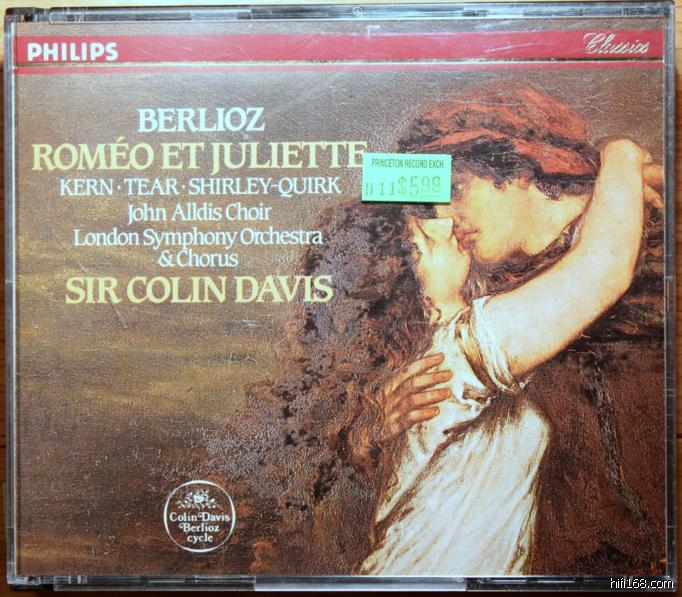 PHILIPS
Classics
BERLIOZ
ROMÉO ET JULIETTE
KERN · TEAR · SHIRLEY-QUIRK
John Alldis Choir
London Symphony Orchestra
& Chorus
SIR COLIN DAVIS
PRINCETON RECORD EXCH.
11 $5.99
Colin Davis
Berlioz
cycle
hifi168.com